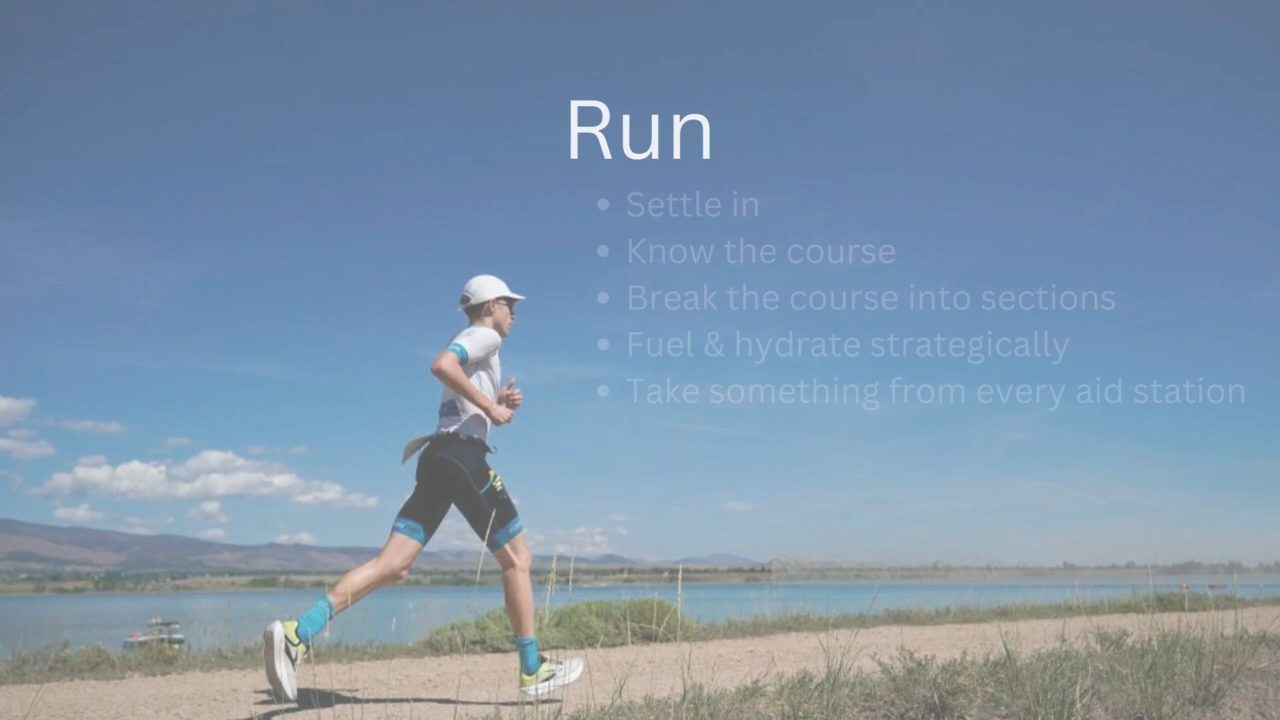 Run
• Settle in
• Know the course
• Break the course into sections
• Fuel & hydrate strategically
• Take something from every aid station